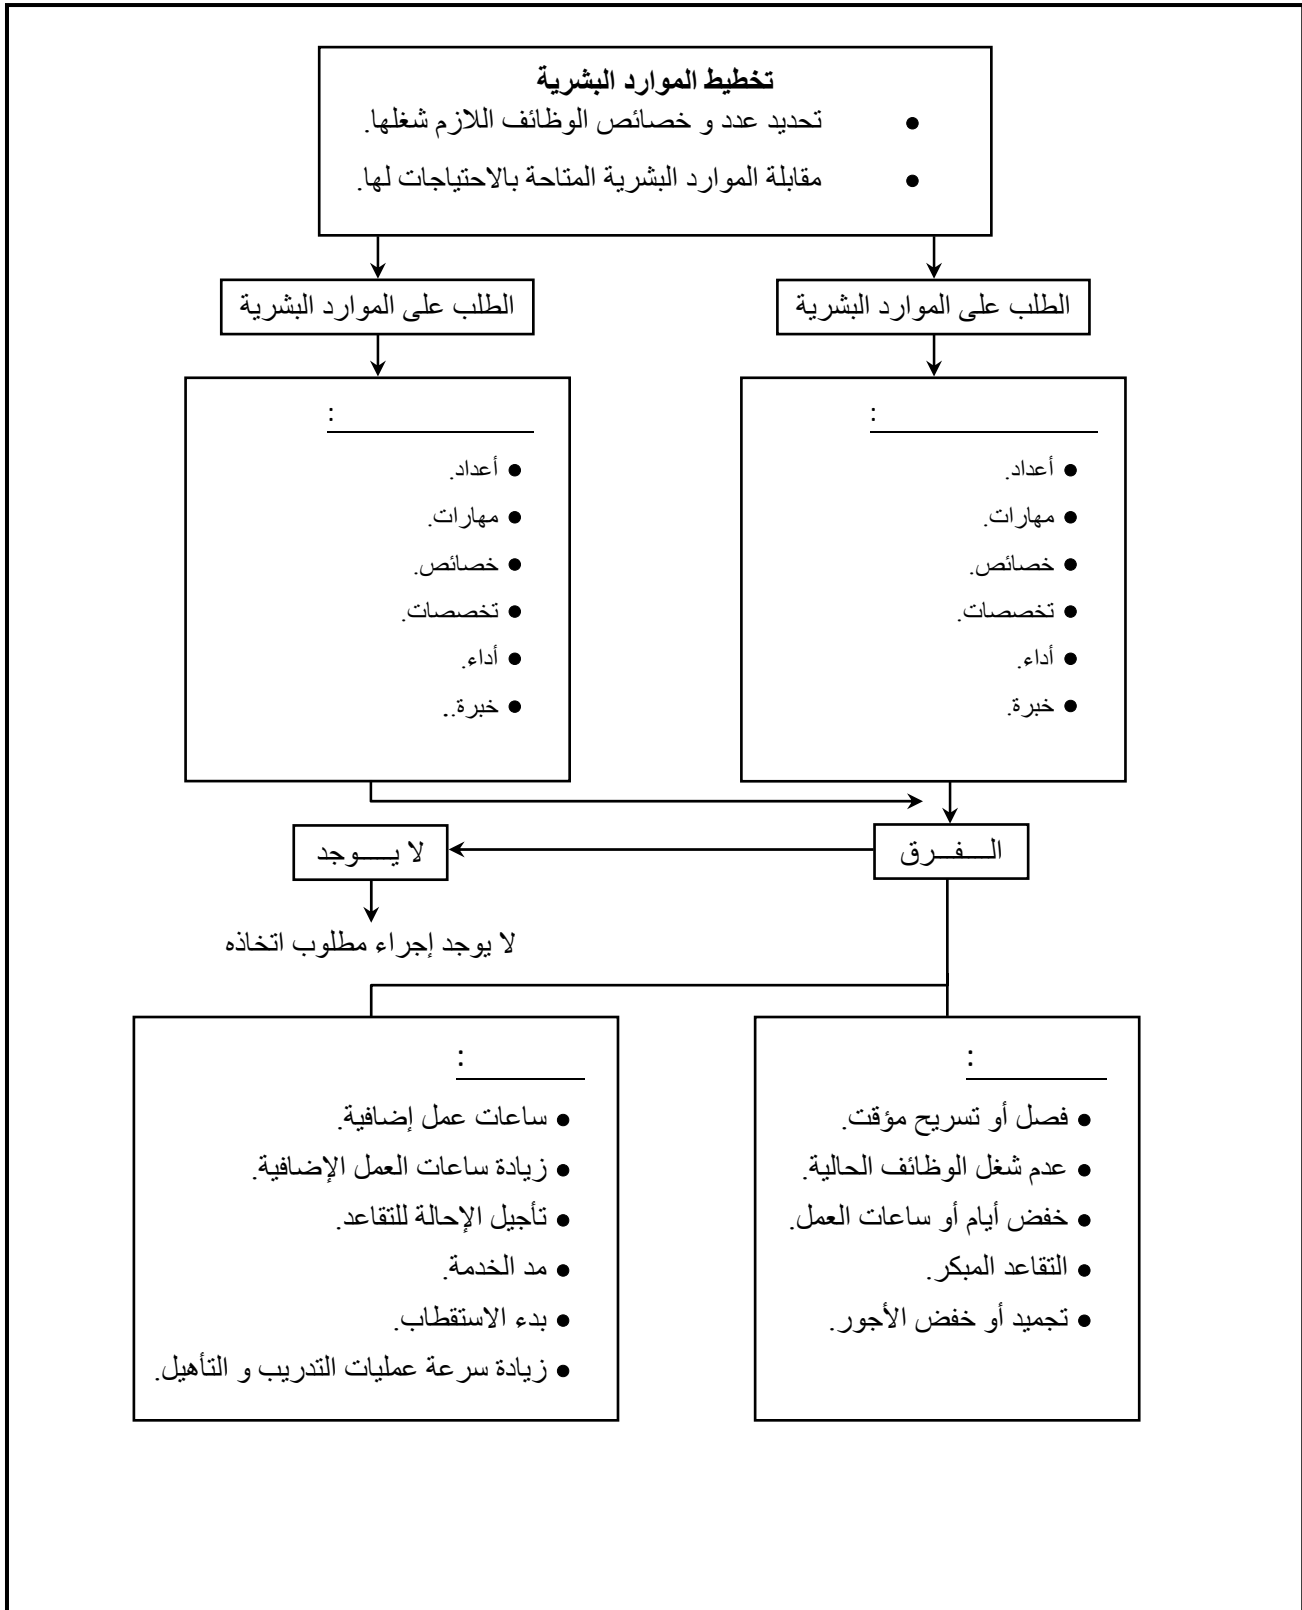 تخطيط الموارد البشرية
● تحديد عدد و خصائص الوظائف اللازم شغلها.
● مقابلة الموارد البشرية المتاحة بالاحتياجات لها.
الطلب على الموارد البشرية
الطلب على الموارد البشرية
:
● أعداد.
● مهارات.
● خصائص.
● تخصصات.
● أداء.
● خبرة.
:
● أعداد.
● مهارات.
● خصائص.
● تخصصات.
● أداء.
● خبرة..
الــفــرق
لا يــــوجد
لا يوجد إجراء مطلوب اتخاذه
:
● فصل أو تسريح مؤقت.
● عدم شغل الوظائف الحالية.
● خفض أيام أو ساعات العمل.
● التقاعد المبكر.
● تجميد أو خفض الأجور.
:
● ساعات عمل إضافية.
● زيادة ساعات العمل الإضافية.
● تأجيل الإحالة للتقاعد.
● مد الخدمة.
● بدء الاستقطاب.
● زيادة سرعة عمليات التدريب و التأهيل.